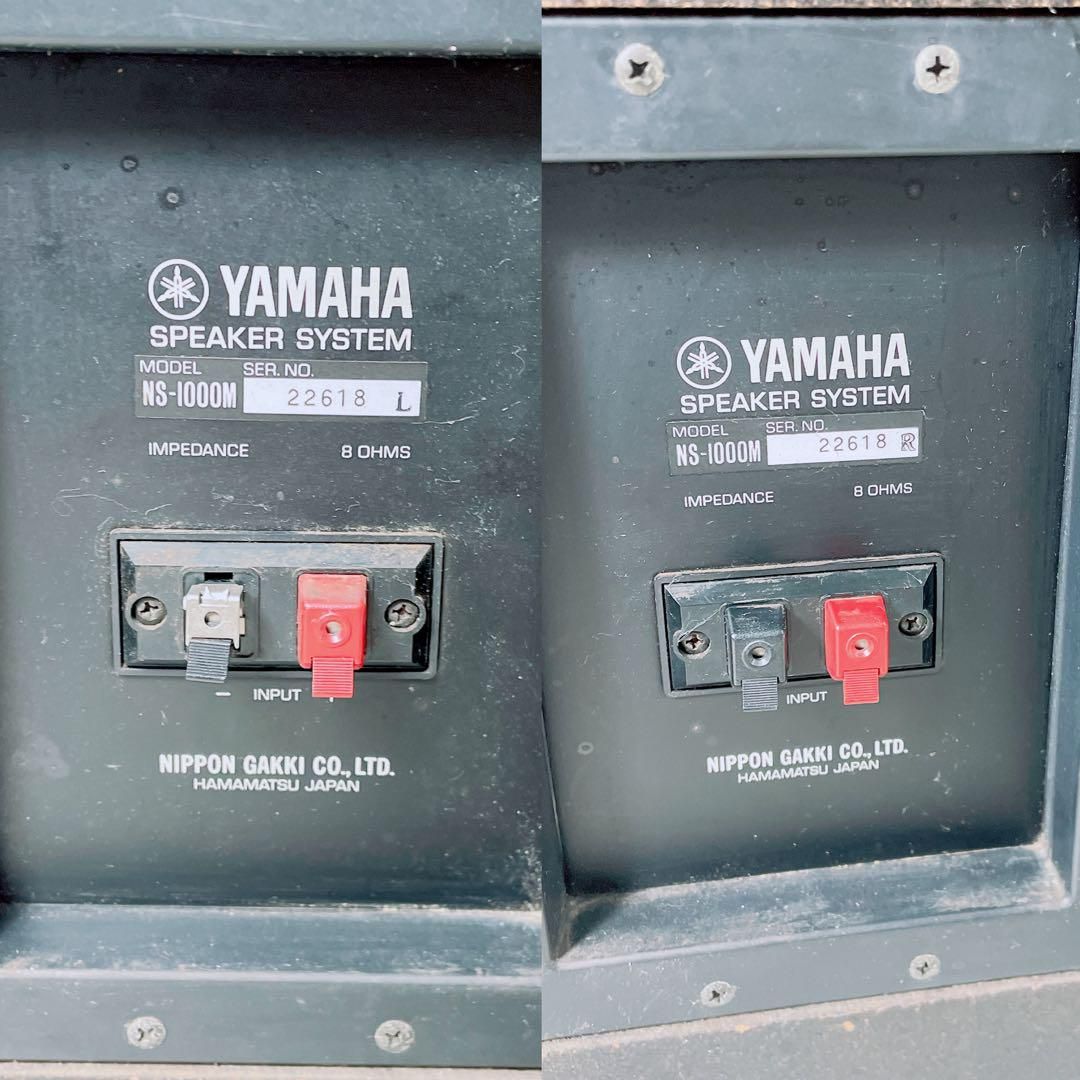 YAMAHA
SPEAKER SYSTEM
MODEL SER. NO.
NS-1000M 22618 L
IMPEDANCE 8 OHMS
– INPUT +
NIPPON GAKKI CO., LTD.
HAMAMATSU JAPAN
YAMAHA
SPEAKER SYSTEM
MODEL SER. NO.
NS-1000M 22618 R
IMPEDANCE 8 OHMS
INPUT
NIPPON GAKKI CO., LTD.
HAMAMATSU JAPAN